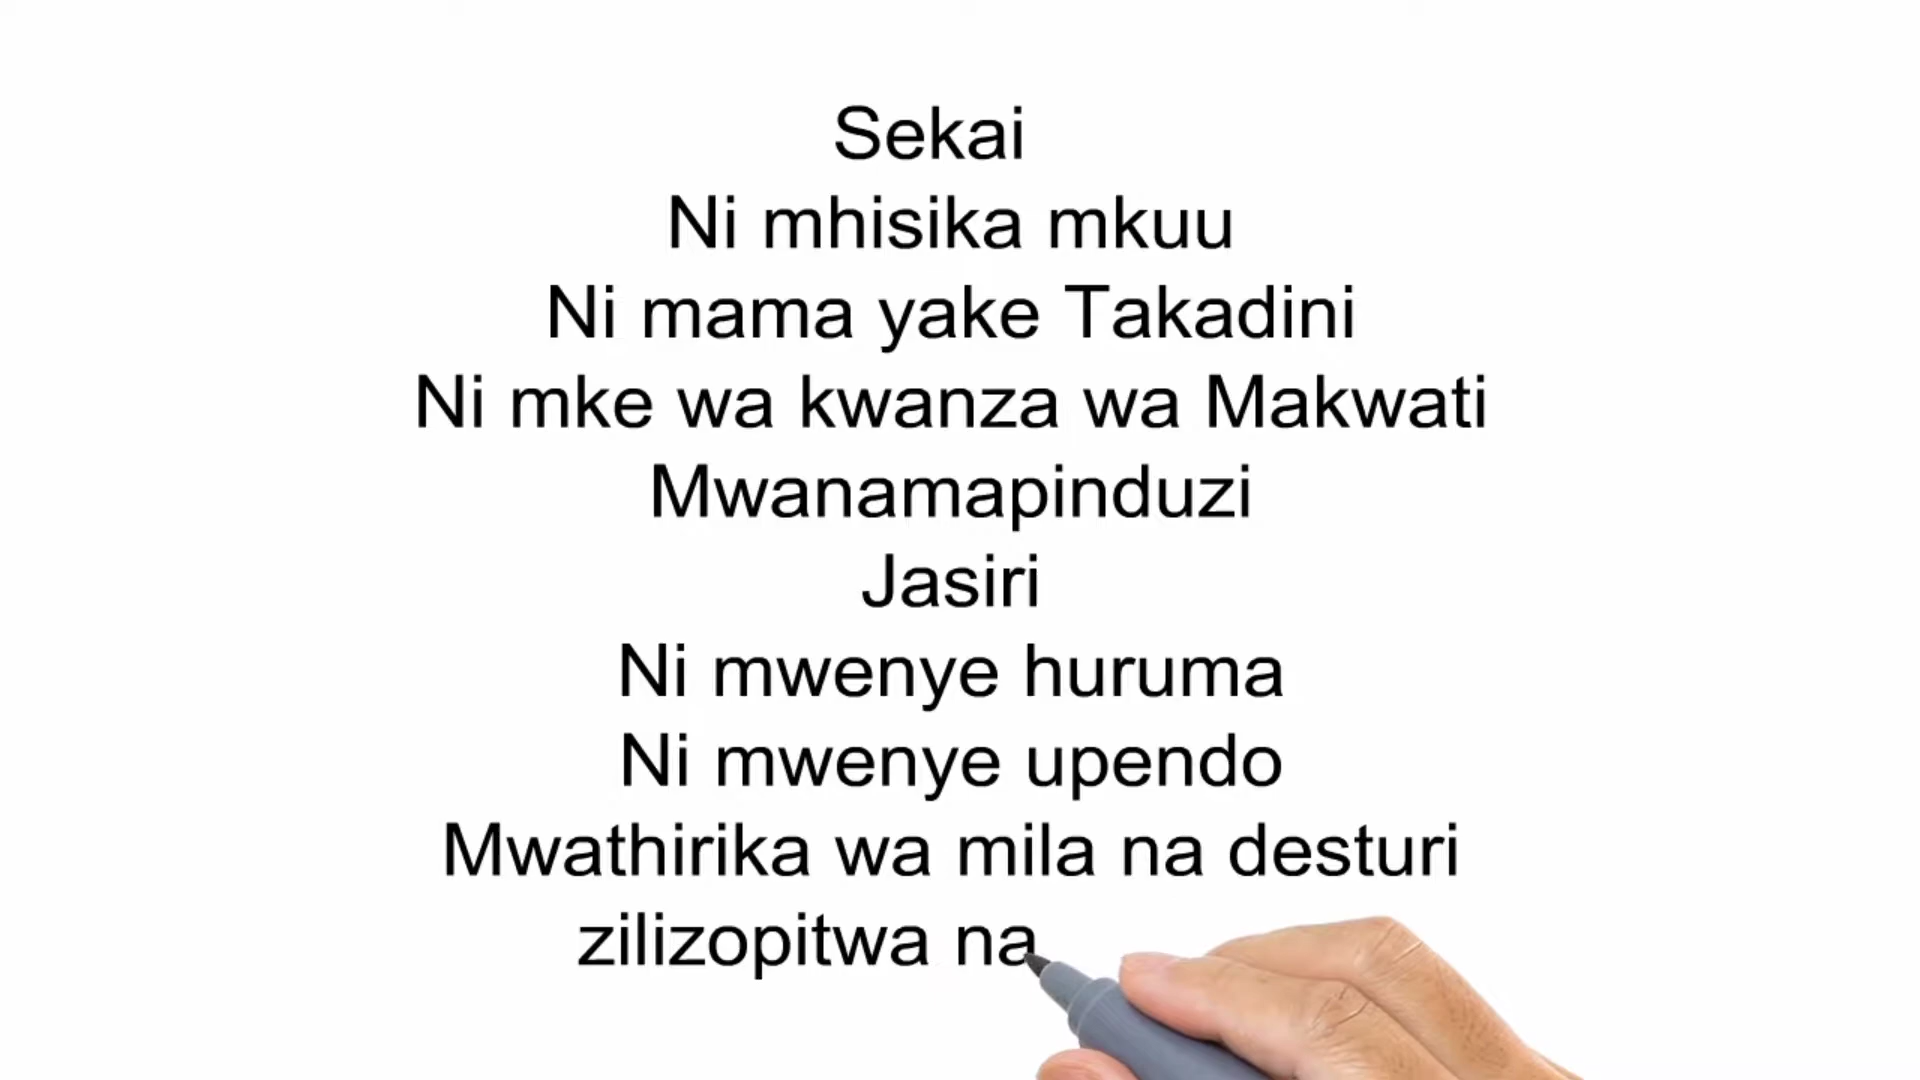 Sekai
Ni mhisika mkuu
Ni mama yake Takadini
Ni mke wa kwanza wa Makwati
Mwanamapinduzi
Jasiri
Ni mwenye huruma
Ni mwenye upendo
Mwathirika wa mila na desturi
zilizopitwa na